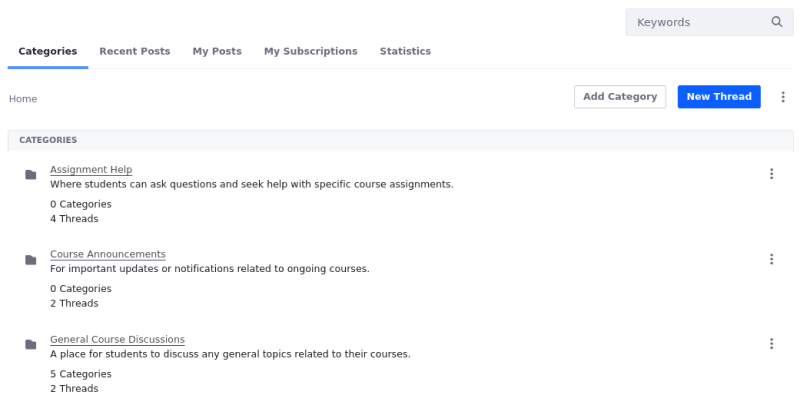 Keywords
Categories Recent Posts My Posts My Subscriptions Statistics
Home Add Category New Thread
CATEGORIES
Assignment Help
Where students can ask questions and seek help with specific course assignments.
0 Categories
4 Threads
Course Announcements
For important updates or notifications related to ongoing courses.
0 Categories
2 Threads
General Course Discussions
A place for students to discuss any general topics related to their courses.
5 Categories
2 Threads